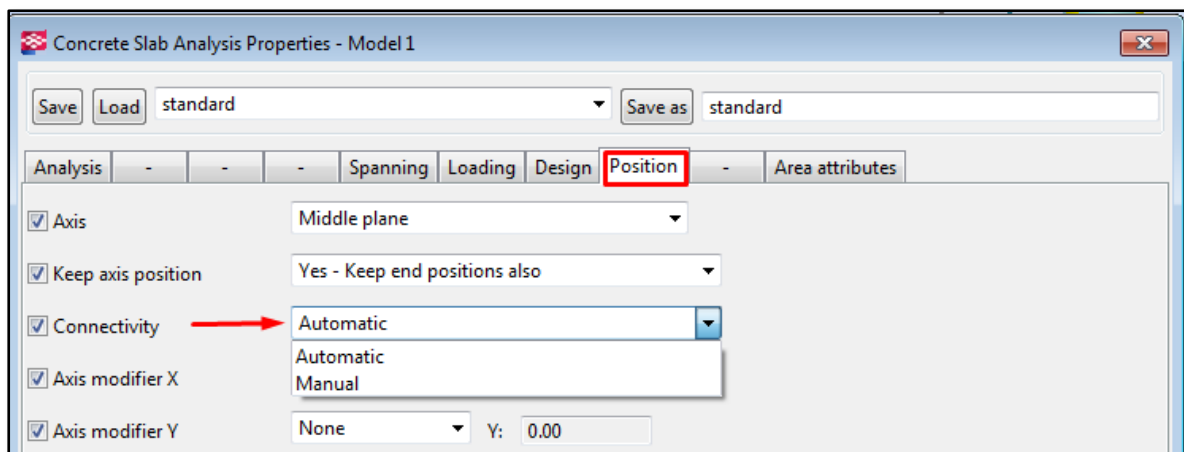 Concrete Slab Analysis Properties - Model 1
Save Load standard Save as standard
Analysis - - - Spanning Loading Design Position - Area attributes
Axis Middle plane
Keep axis position Yes - Keep end positions also
Connectivity Automatic
Automatic
Axis modifier X Manual
Axis modifier Y None Y: 0.00